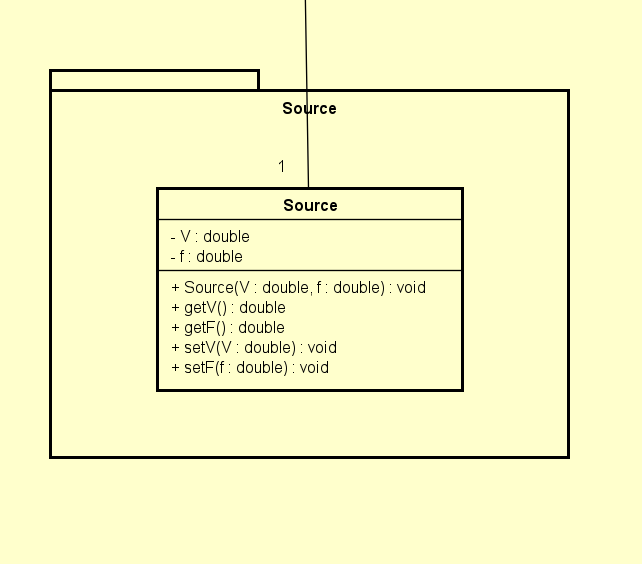 Source
1
Source
- V : double
- f : double
+ Source(V : double, f : double) : void
+ getV() : double
+ getF() : double
+ setV(V : double) : void
+ setF(f : double) : void